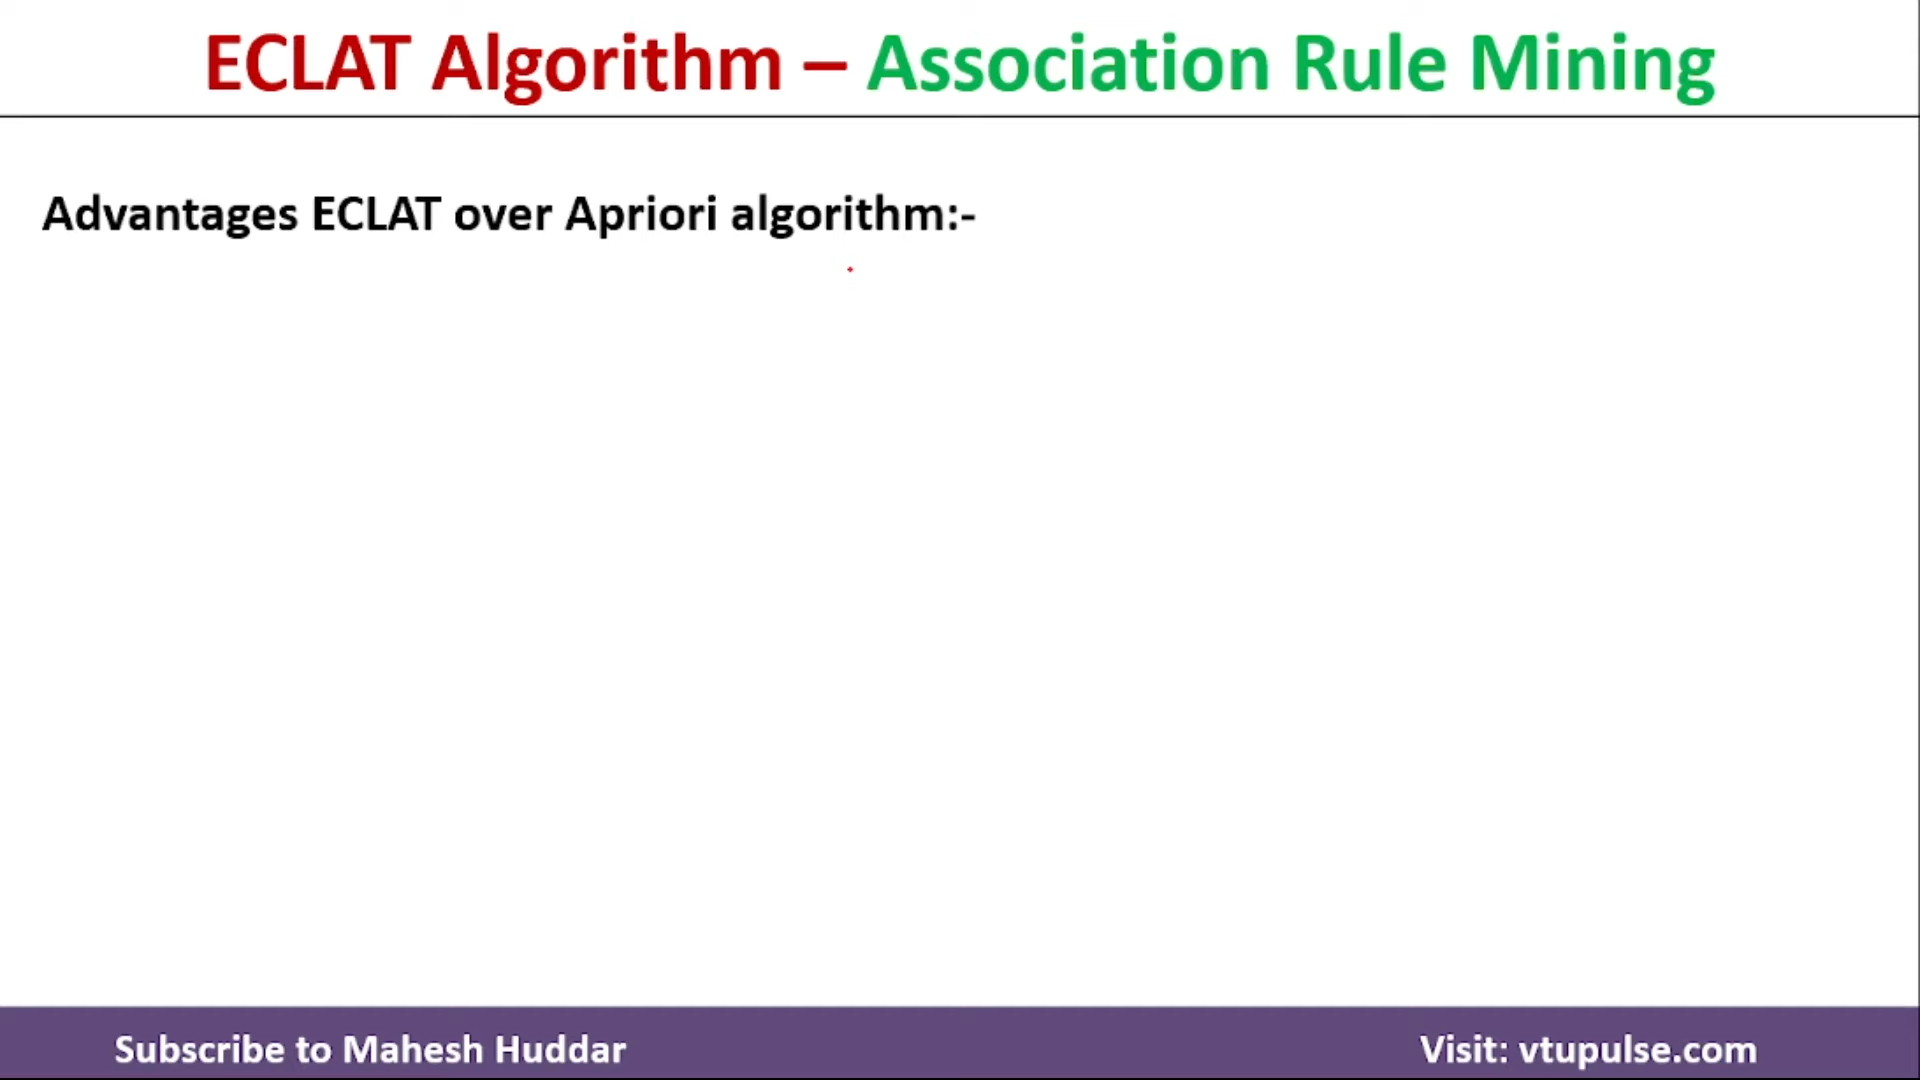 ECLAT Algorithm – Association Rule Mining
Advantages ECLAT over Apriori algorithm:-
Subscribe to Mahesh Huddar
Visit: vtupulse.com